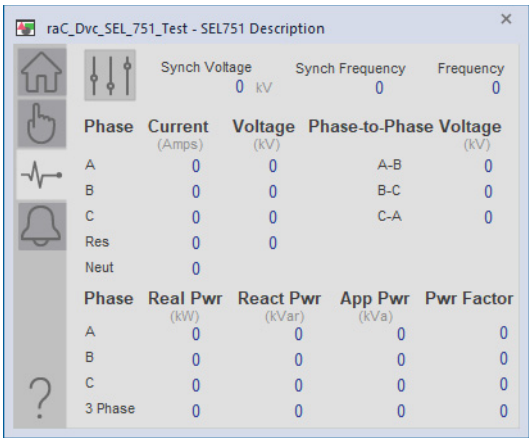 raC_Dvc_SEL_751_Test - SEL751 Description
Synch Voltage Synch Frequency Frequency
0 kV 0 0
Phase Current Voltage Phase-to-Phase Voltage
(Amps) (kV) (kV)
A 0 0 A-B 0
B 0 0 B-C 0
C 0 0 C-A 0
Res 0 0
Neut 0
Phase Real Pwr React Pwr App Pwr Pwr Factor
(kW) (kVar) (kVa)
A 0 0 0 0
B 0 0 0 0
C 0 0 0 0
3 Phase 0 0 0 0
?